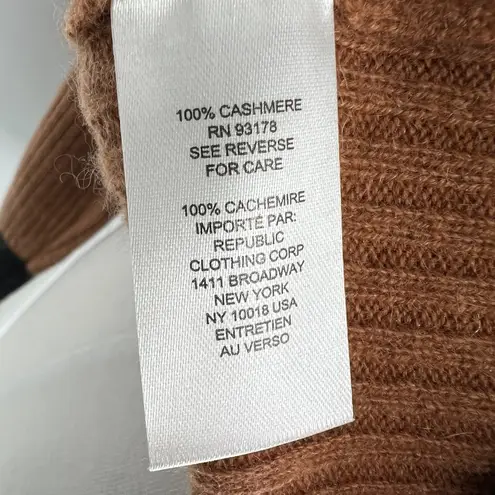 100% CASHMERE
RN 93178
SEE REVERSE
FOR CARE
100% CACHEMIRE
IMPORTÉ PAR:
REPUBLIC
CLOTHING CORP
1411 BROADWAY
NEW YORK
NY 10018 USA
ENTRETIEN
AU VERSO